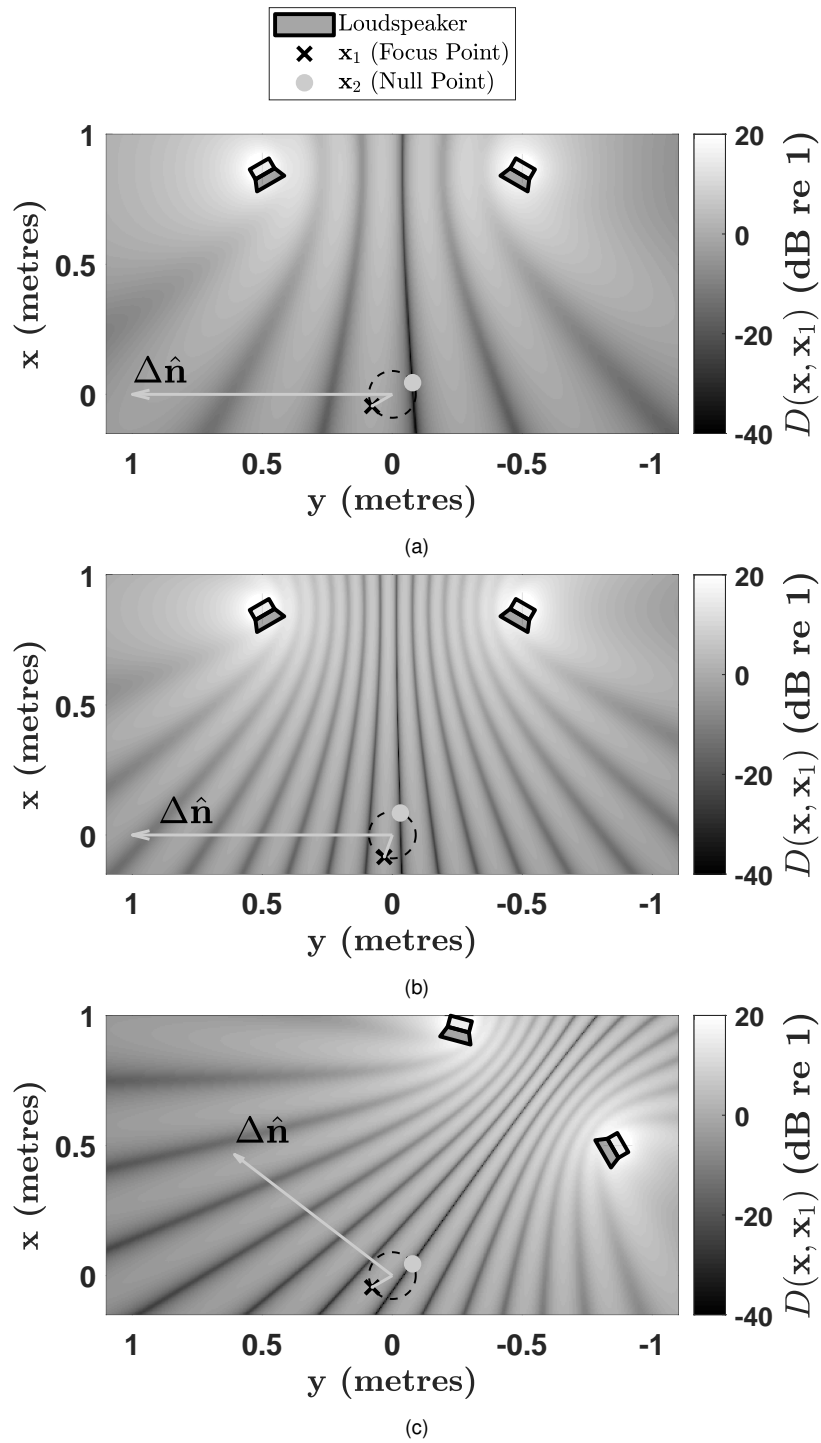 Loudspeaker
x₁ (Focus Point)
x₂ (Null Point)
1
0.5
0
x (metres)
Δn̂
1 0.5 0 -0.5 -1
y (metres)
20
0
-20
-40
D(x, x₁) (dB re 1)
(a)
1
0.5
0
x (metres)
Δn̂
1 0.5 0 -0.5 -1
y (metres)
20
0
-20
-40
D(x, x₁) (dB re 1)
(b)
1
0.5
0
x (metres)
Δn̂
1 0.5 0 -0.5 -1
y (metres)
20
0
-20
-40
D(x, x₁) (dB re 1)
(c)